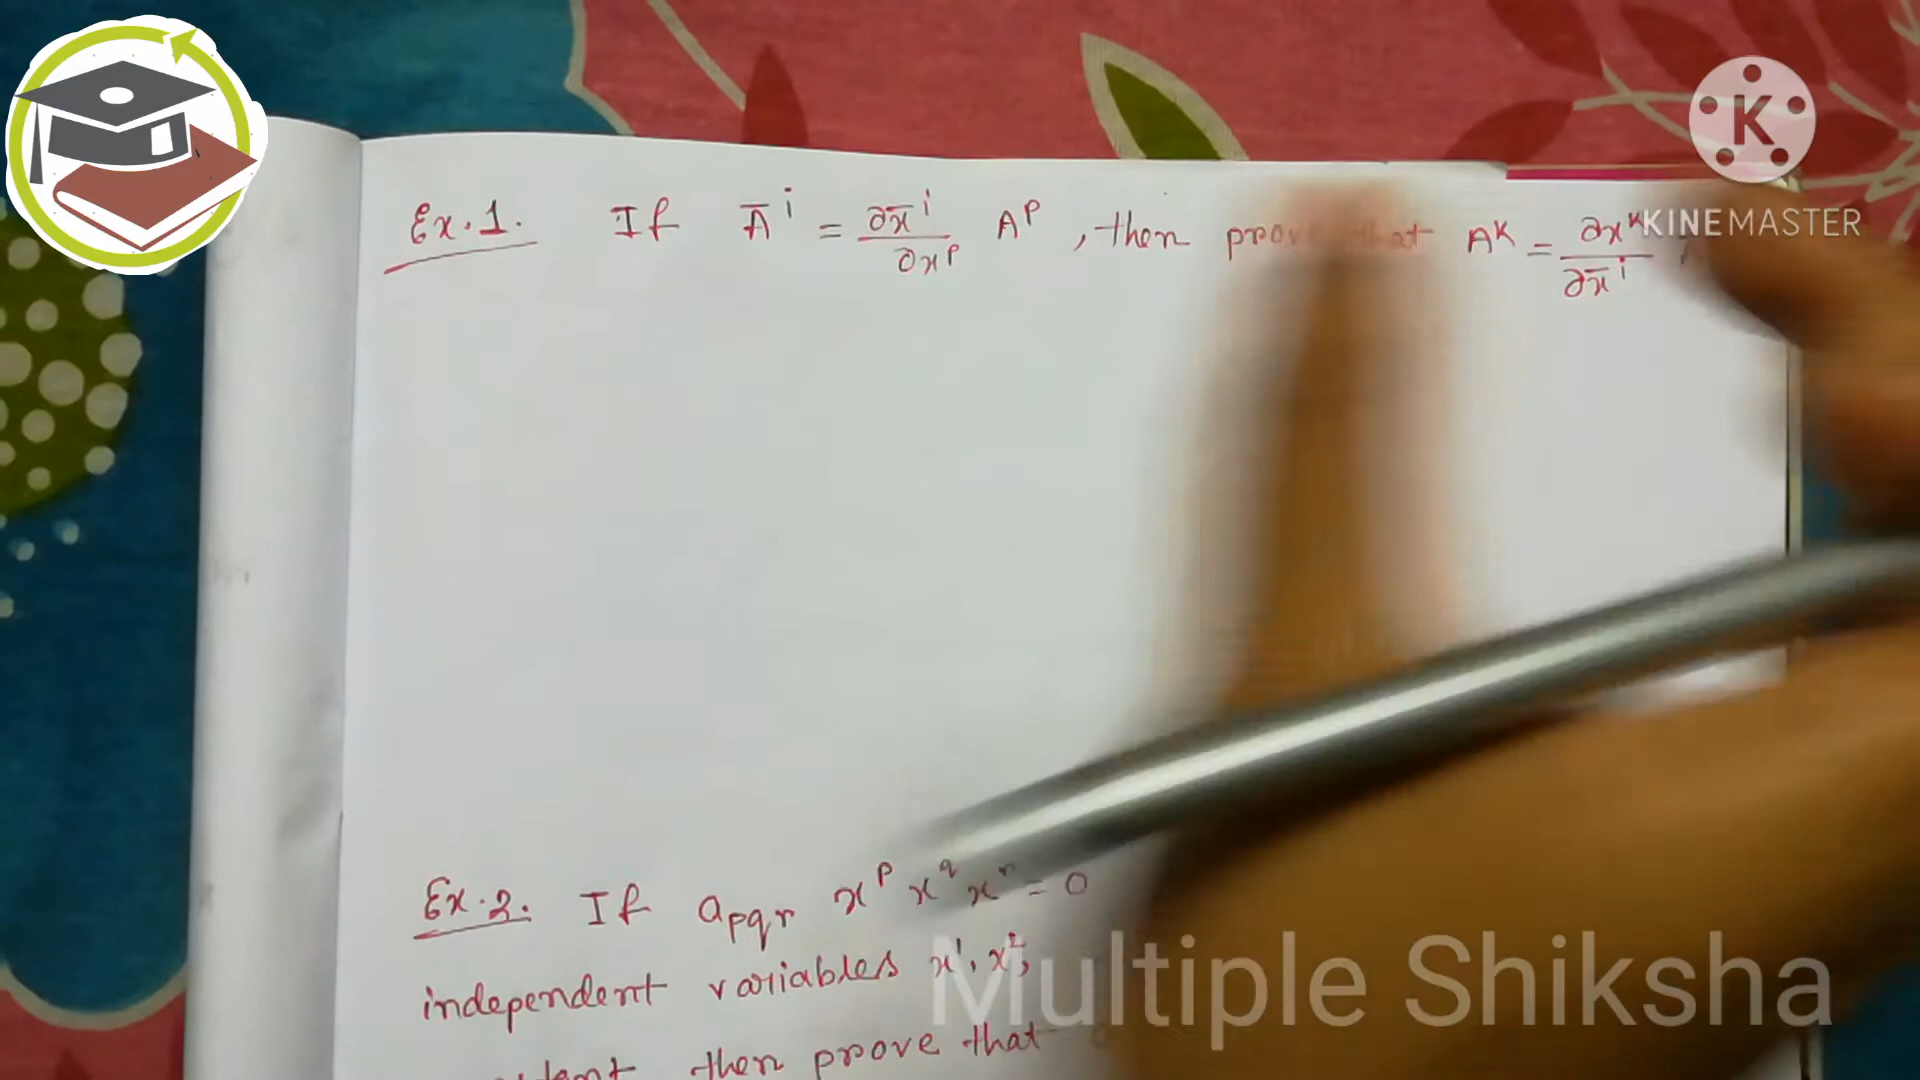 Ex.1. If Ā^i = ∂x̄^i/∂x^p A^p , then prove that A^K = ∂x^K/∂x̄^i
K KINEMASTER
Ex.2. If a_pqr x^p x^q x^r = 0
independent variables x^1, x^2,
then prove that
Multiple Shiksha